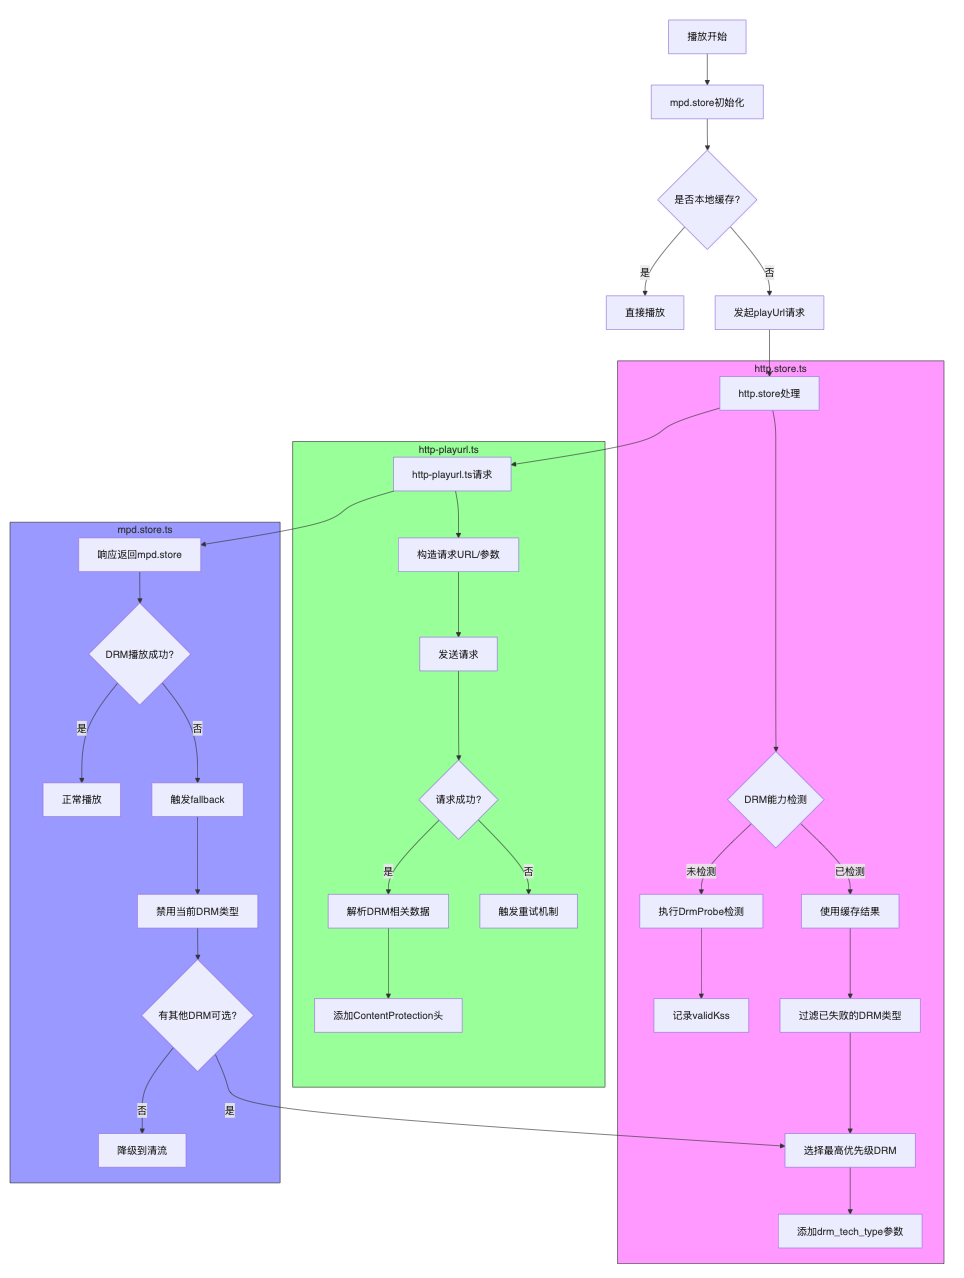 播放开始
mpd.store初始化
是否本地缓存?
是
否
直接播放
发起playUrl请求
http.store.ts
http.store处理
http-playurl.ts
http-playurl.ts请求
mpd.store.ts
响应返回mpd.store
构造请求URL/参数
DRM播放成功?
发送请求
是
否
正常播放
触发fallback
请求成功?
DRM能力检测
是
否
未检测
已检测
禁用当前DRM类型
解析DRM相关数据
触发重试机制
执行DrmProbe检测
使用缓存结果
有其他DRM可选?
添加ContentProtection头
记录validKss
过滤已失败的DRM类型
否
是
降级到清流
选择最高优先级DRM
添加drm_tech_type参数